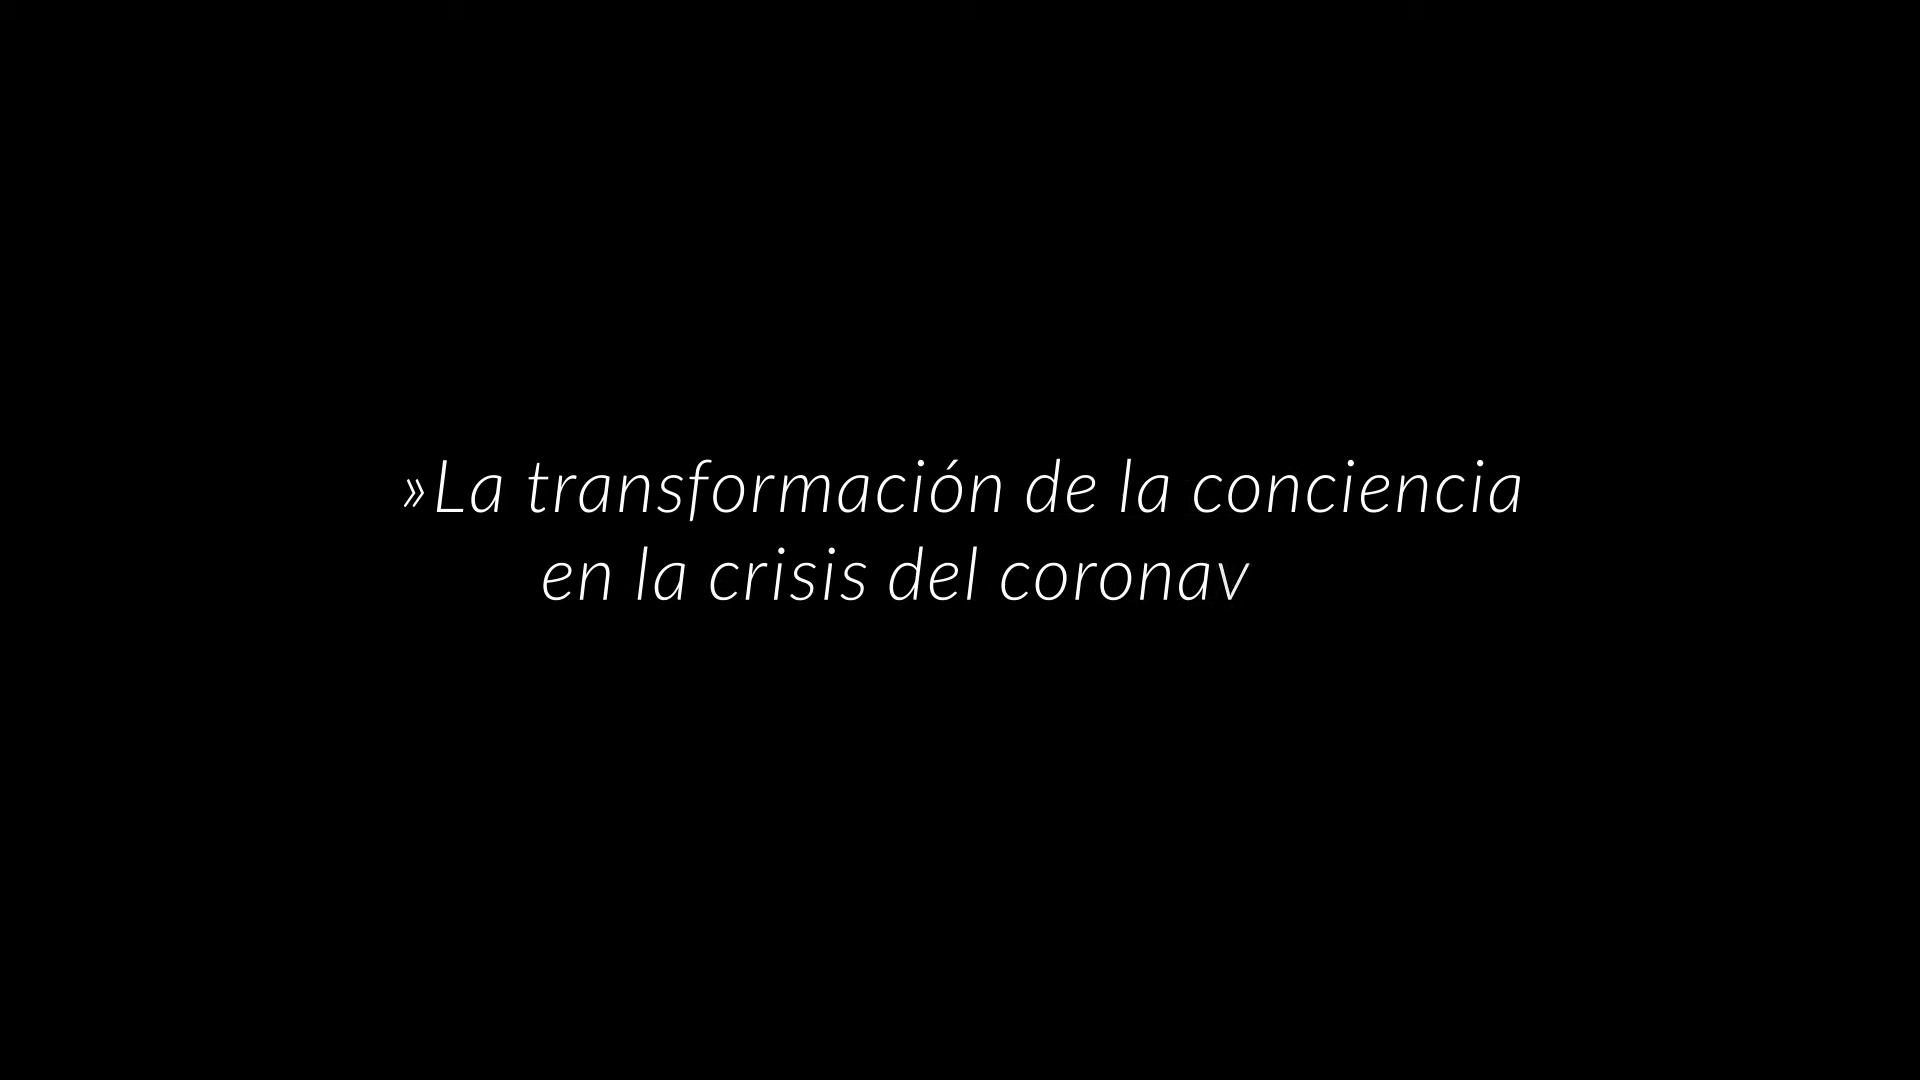 »La transformación de la conciencia
en la crisis del coronav